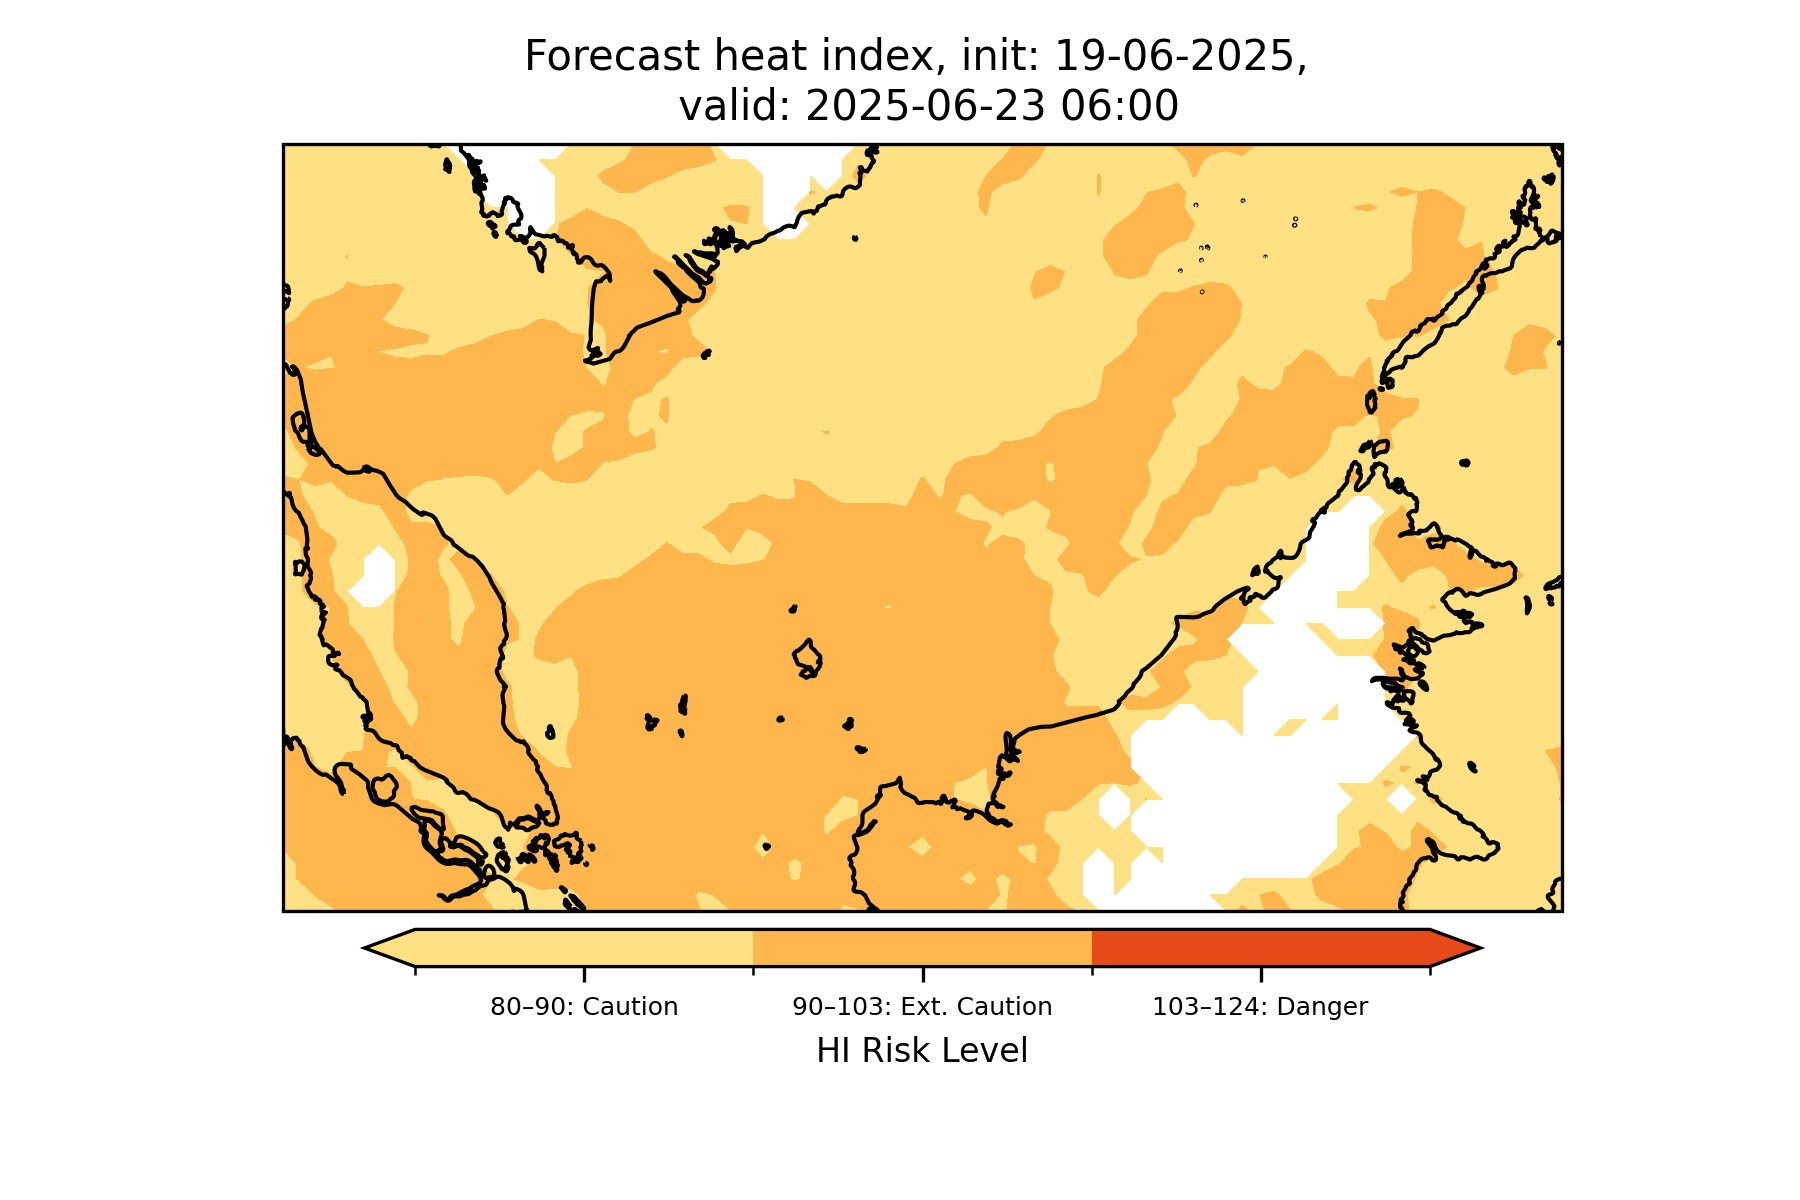 Forecast heat index, init: 19-06-2025,
valid: 2025-06-23 06:00
80–90: Caution
90–103: Ext. Caution
103–124: Danger
HI Risk Level